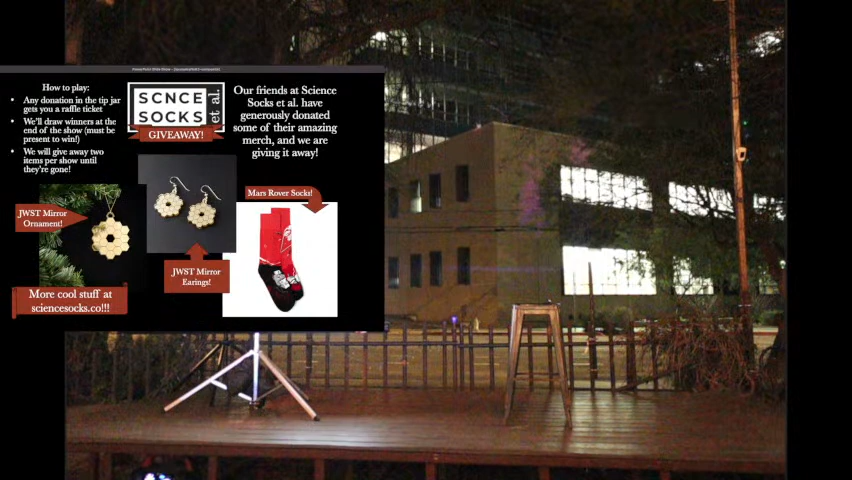 How to play:
• Any donation in the tip jar
gets you a raffle ticket
• We'll draw winners at the
end of the show (must be
present to win!)
• We will give away two
items per show until
they're gone!
SCNCE
SOCKS
et al.
GIVEAWAY!
Our friends at Science
Socks et al. have
generously donated
some of their amazing
merch, and we are
giving it away!
JWST Mirror
Ornament!
JWST Mirror
Earings!
Mars Rover Socks!
More cool stuff at
sciencesocks.co!!!